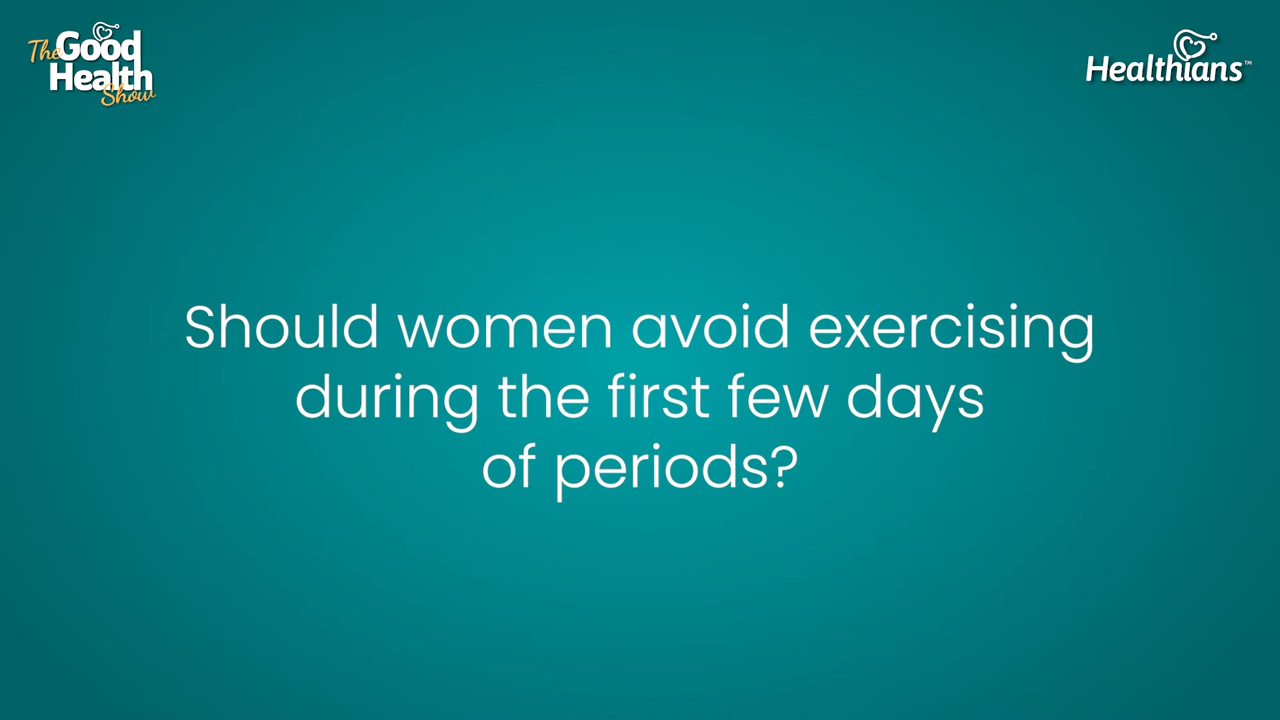 The Good
Health
Show
Healthians™
Should women avoid exercising
during the first few days
of periods?